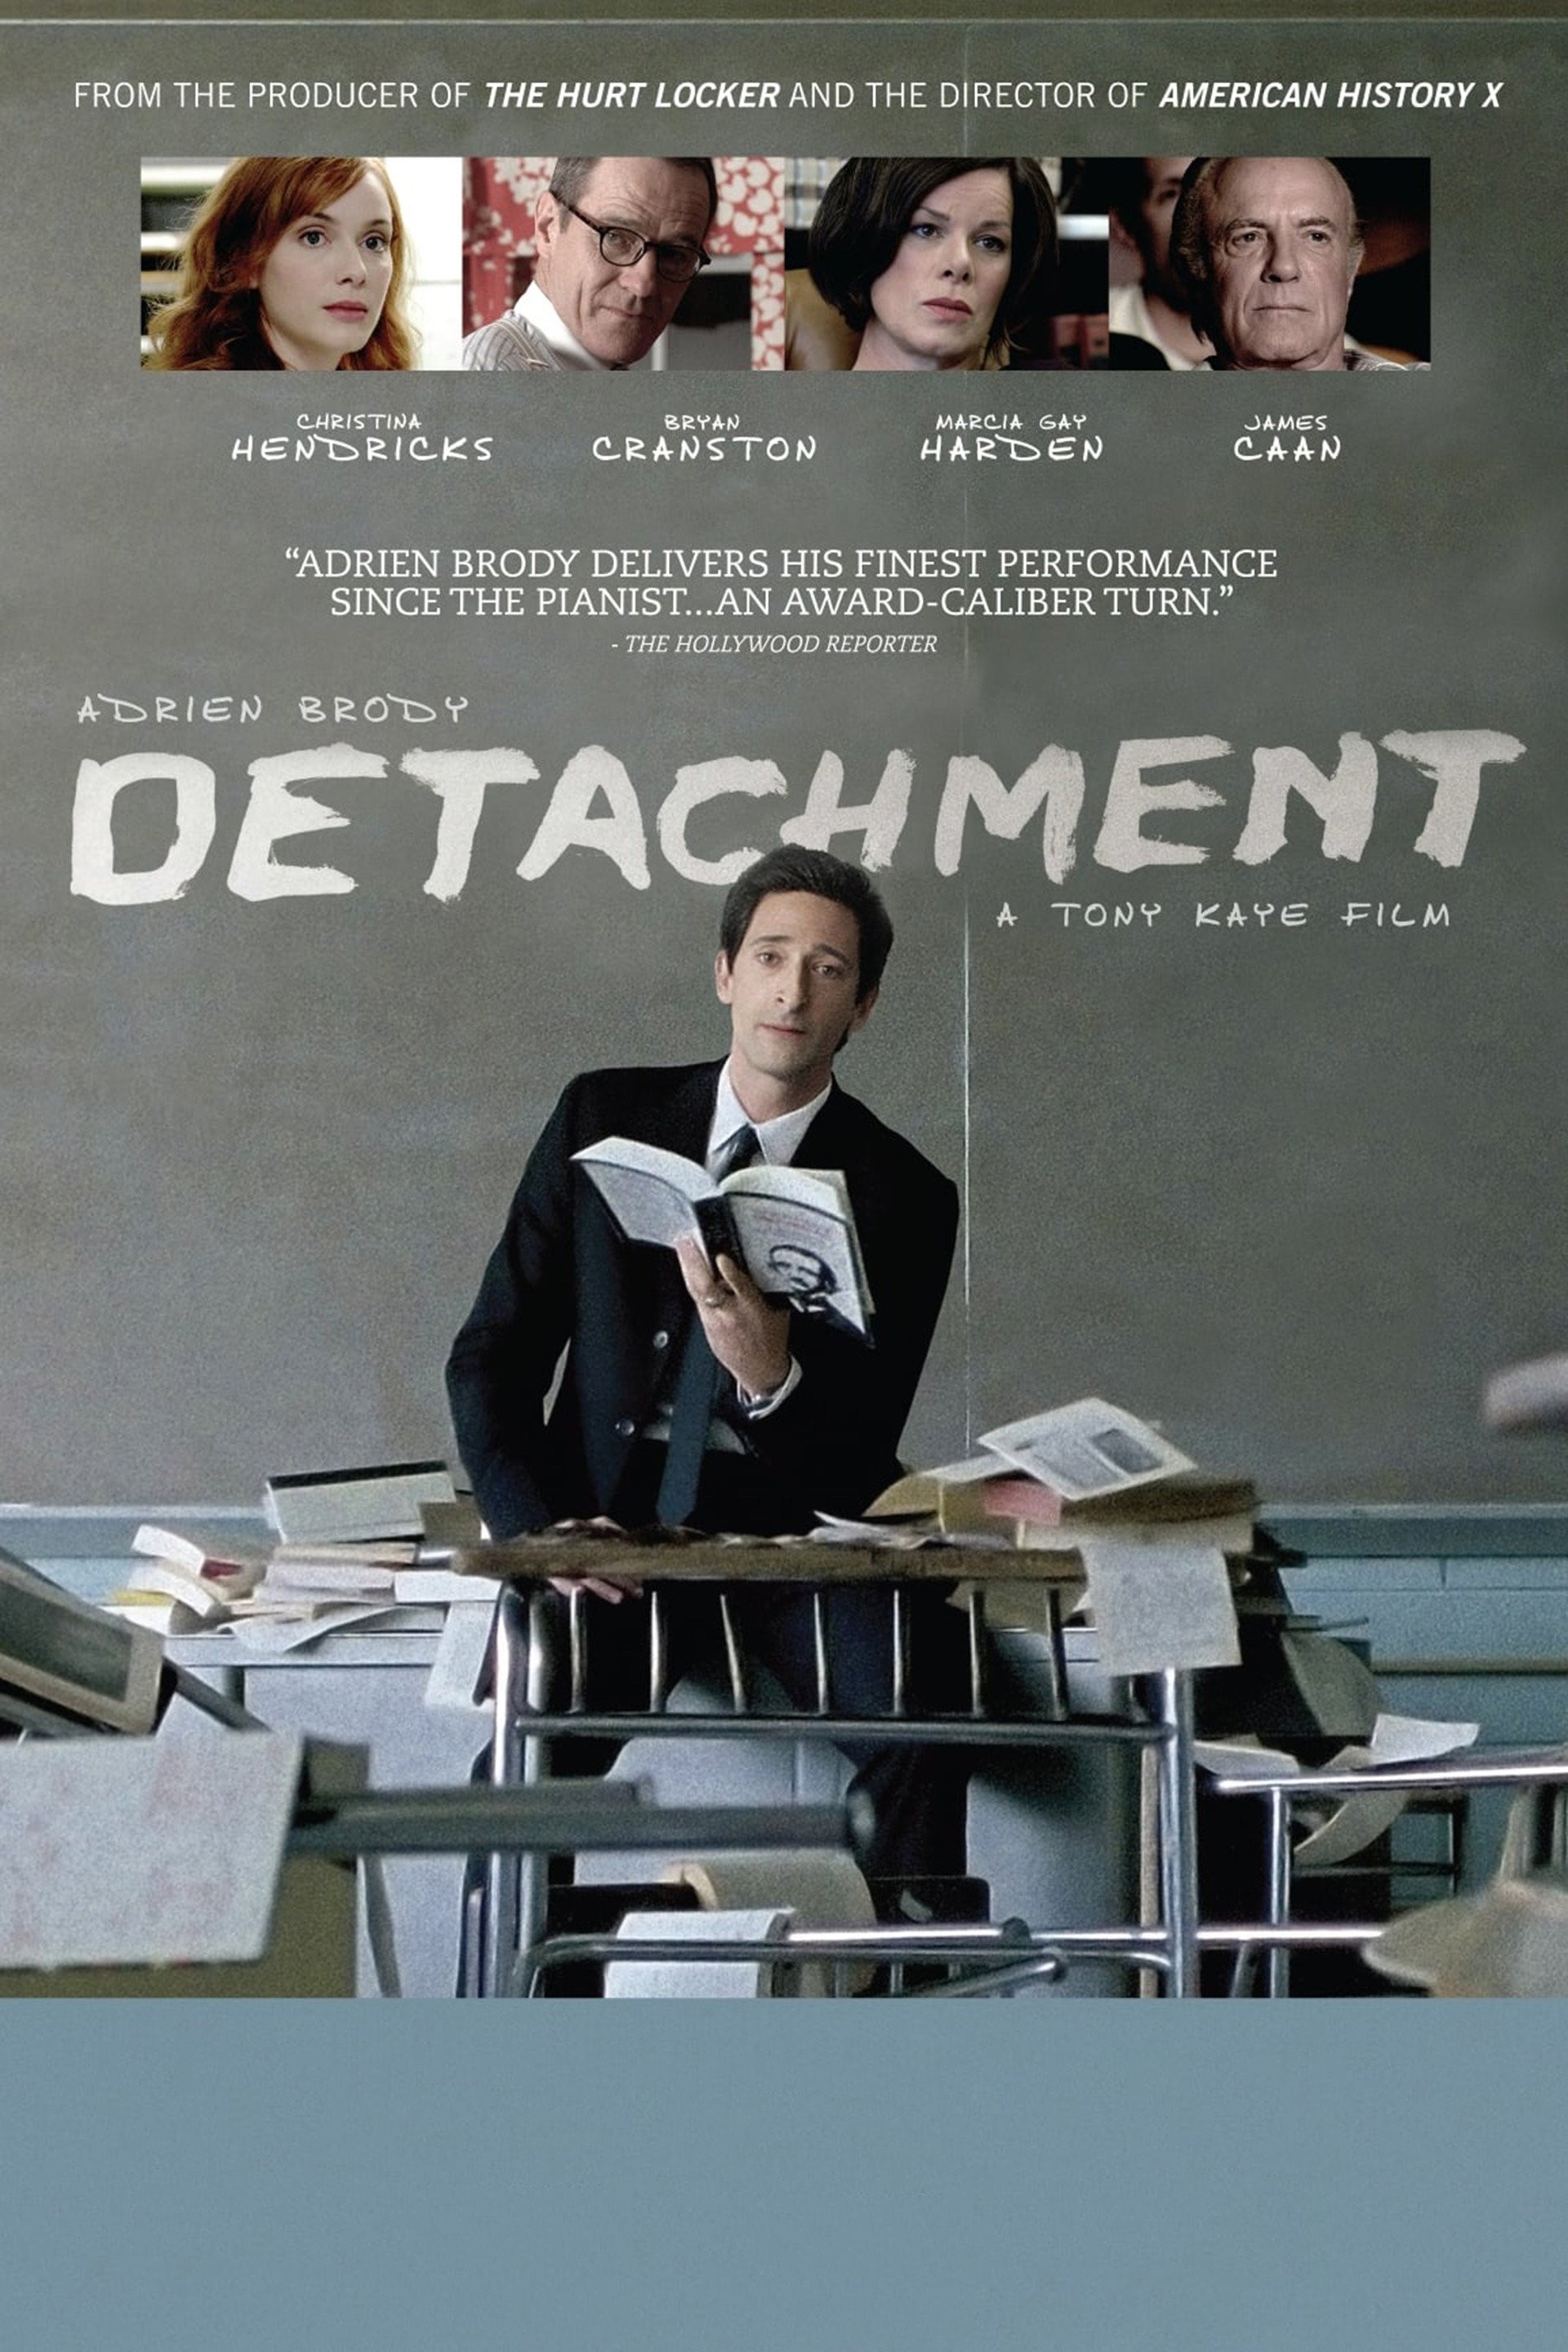 FROM THE PRODUCER OF THE HURT LOCKER AND THE DIRECTOR OF AMERICAN HISTORY X
CHRISTINA HENDRICKS
BRYAN CRANSTON
MARCIA GAY HARDEN
JAMES CAAN
“ADRIEN BRODY DELIVERS HIS FINEST PERFORMANCE
SINCE THE PIANIST...AN AWARD-CALIBER TURN.”
- THE HOLLYWOOD REPORTER
ADRIEN BRODY
DETACHMENT
A TONY KAYE FILM